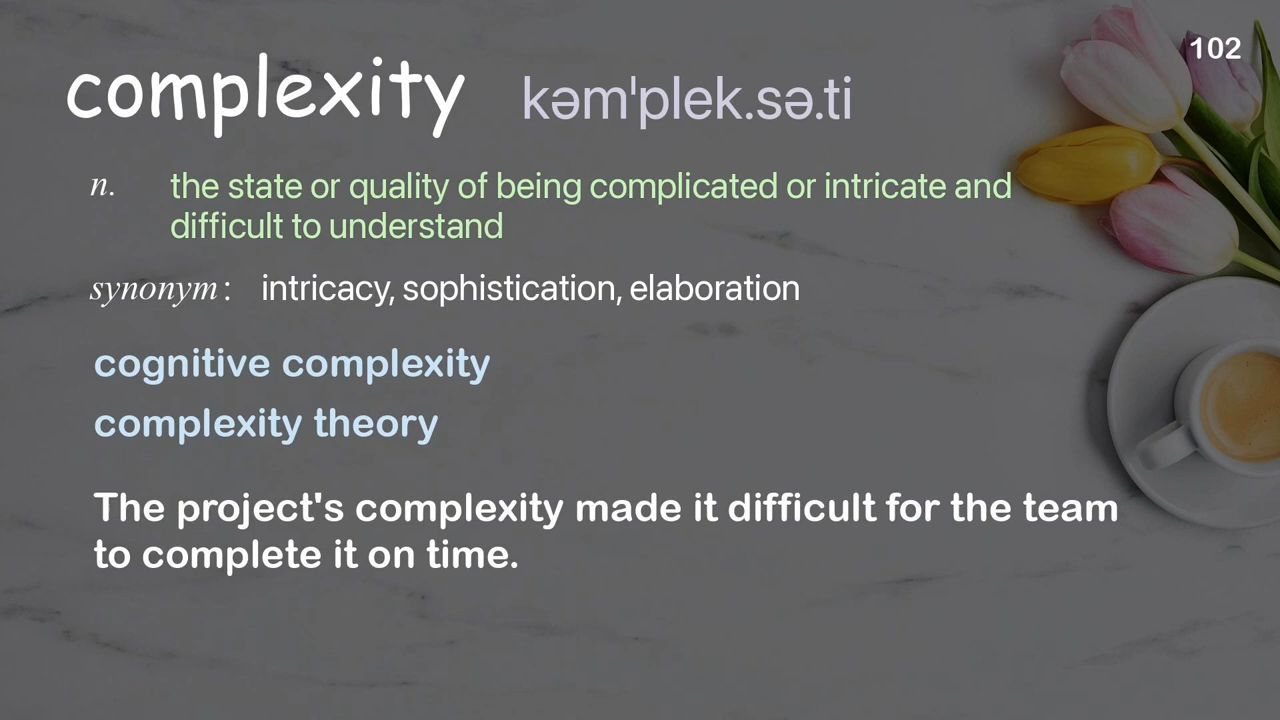 102
complexity kəmˈplek.sə.ti
n. the state or quality of being complicated or intricate and
difficult to understand
synonym: intricacy, sophistication, elaboration
cognitive complexity
complexity theory
The project's complexity made it difficult for the team
to complete it on time.